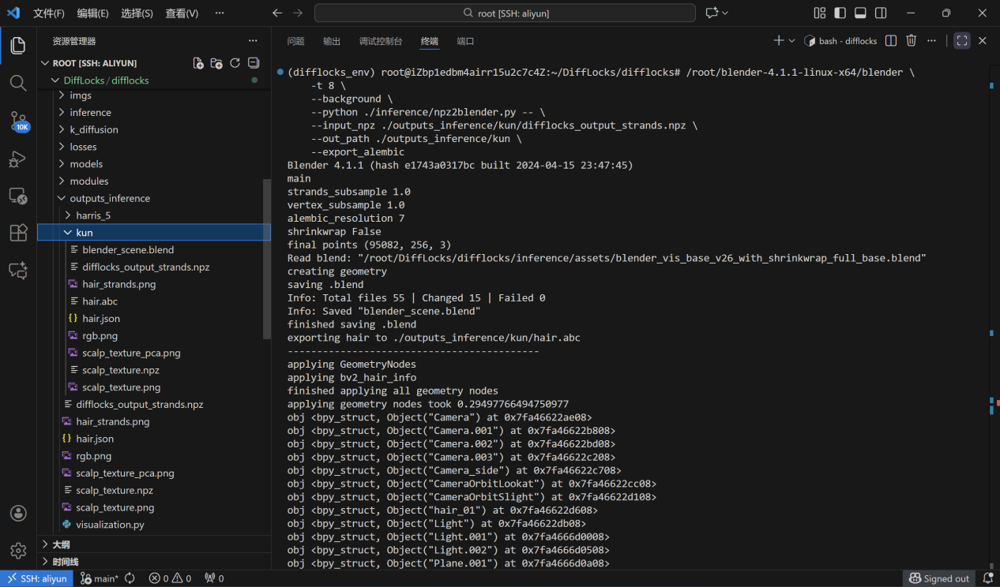 文件(F) 编辑(E) 选择(S) 查看(V) ··· root [SSH: aliyun]
资源管理器
ROOT [SSH: ALIYUN]
DiffLocks / difflocks
imgs
inference
k_diffusion
losses
models
modules
outputs_inference
harris_5
kun
blender_scene.blend
difflocks_output_strands.npz
hair_strands.png
hair.abc
{} hair.json
rgb.png
scalp_texture_pca.png
scalp_texture.npz
scalp_texture.png
difflocks_output_strands.npz
hair_strands.png
{} hair.json
rgb.png
scalp_texture_pca.png
scalp_texture.npz
scalp_texture.png
visualization.py
大纲
时间线
10K
问题 输出 调试控制台 终端 端口 bash - difflocks
(difflocks_env) root@iZbp1edbm4airr15u2c7c4Z:~/DiffLocks/difflocks# /root/blender-4.1.1-linux-x64/blender \
-t 8 \
--background \
--python ./inference/npz2blender.py -- \
--input_npz ./outputs_inference/kun/difflocks_output_strands.npz \
--out_path ./outputs_inference/kun \
--export_alembic
Blender 4.1.1 (hash e1743a0317bc built 2024-04-15 23:47:45)
main
strands_subsample 1.0
vertex_subsample 1.0
alembic_resolution 7
shrinkwrap False
final points (95082, 256, 3)
Read blend: "/root/DiffLocks/difflocks/inference/assets/blender_vis_base_v26_with_shrinkwrap_full_base.blend"
creating geometry
saving .blend
Info: Total files 55 | Changed 15 | Failed 0
Info: Saved "blender_scene.blend"
finished saving .blend
exporting hair to ./outputs_inference/kun/hair.abc
-------------------------------------------
applying GeometryNodes
applying bv2_hair_info
finished applying all geometry nodes
applying geometry nodes took 0.29497766494750977
obj <bpy_struct, Object("Camera") at 0x7fa46622ae08>
obj <bpy_struct, Object("Camera.001") at 0x7fa46622b808>
obj <bpy_struct, Object("Camera.002") at 0x7fa46622bd08>
obj <bpy_struct, Object("Camera.003") at 0x7fa46622c208>
obj <bpy_struct, Object("Camera_side") at 0x7fa46622c708>
obj <bpy_struct, Object("CameraOrbitLookat") at 0x7fa46622cc08>
obj <bpy_struct, Object("CameraOrbitSlight") at 0x7fa46622d108>
obj <bpy_struct, Object("hair_01") at 0x7fa46622d608>
obj <bpy_struct, Object("Light") at 0x7fa46622db08>
obj <bpy_struct, Object("Light.001") at 0x7fa4666d0008>
obj <bpy_struct, Object("Light.002") at 0x7fa4666d0508>
obj <bpy_struct, Object("Plane.001") at 0x7fa4666d0a08>
SSH: aliyun main* 0 0 0 Signed out